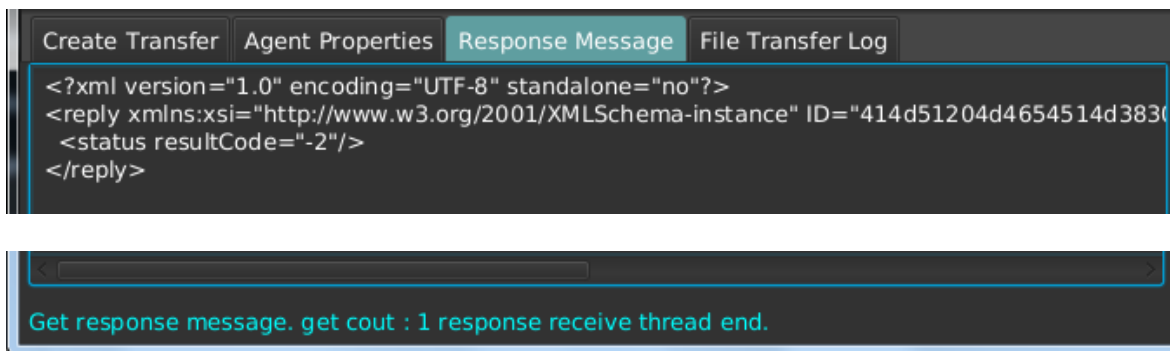 Create Transfer Agent Properties Response Message File Transfer Log
<?xml version="1.0" encoding="UTF-8" standalone="no"?>
<reply xmlns:xsi="http://www.w3.org/2001/XMLSchema-instance" ID="414d51204d4654514d3830
<status resultCode="-2"/>
</reply>
Get response message. get cout : 1 response receive thread end.